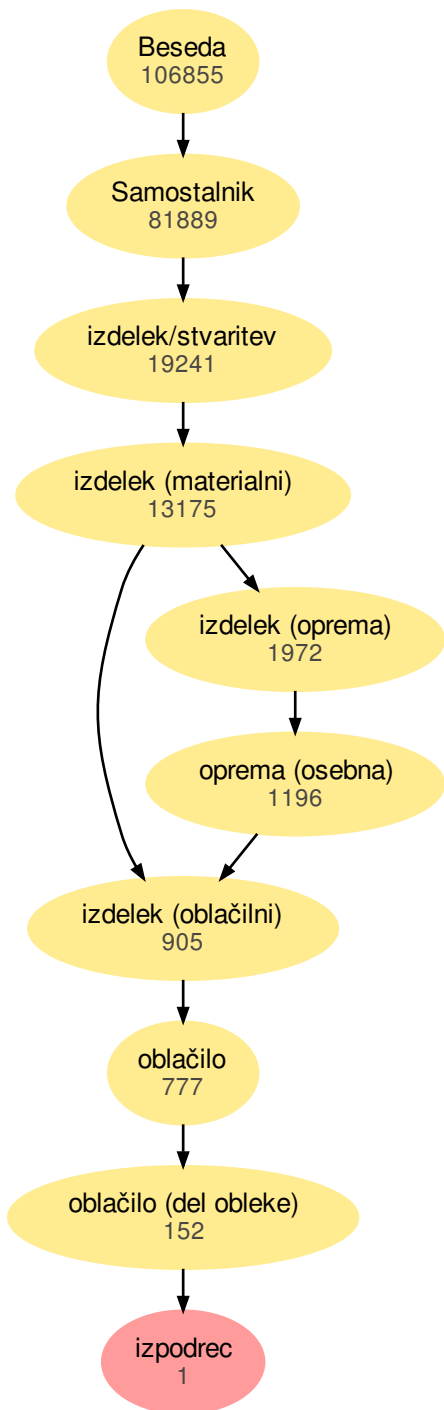 Beseda
106855
Samostalnik
81889
izdelek/stvaritev
19241
izdelek (materialni)
13175
izdelek (oprema)
1972
oprema (osebna)
1196
izdelek (oblačilni)
905
oblačilo
777
oblačilo (del obleke)
152
izpodrec
1